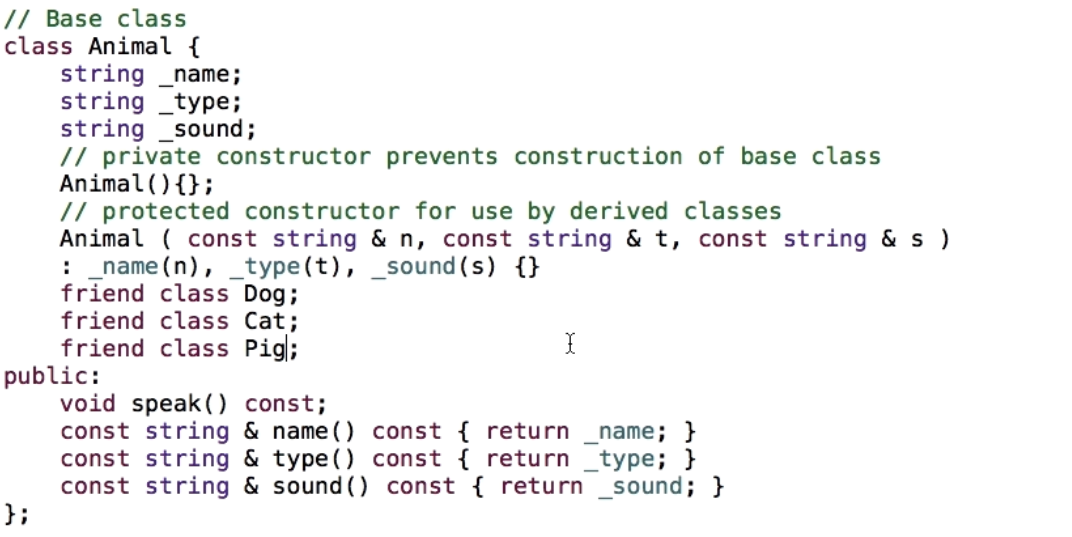 // Base class
class Animal {
    string _name;
    string _type;
    string _sound;
    // private constructor prevents construction of base class
    Animal(){};
    // protected constructor for use by derived classes
    Animal ( const string & n, const string & t, const string & s )
    : _name(n), _type(t), _sound(s) {}
    friend class Dog;
    friend class Cat;
    friend class Pig;
public:
    void speak() const;
    const string & name() const { return _name; }
    const string & type() const { return _type; }
    const string & sound() const { return _sound; }
};